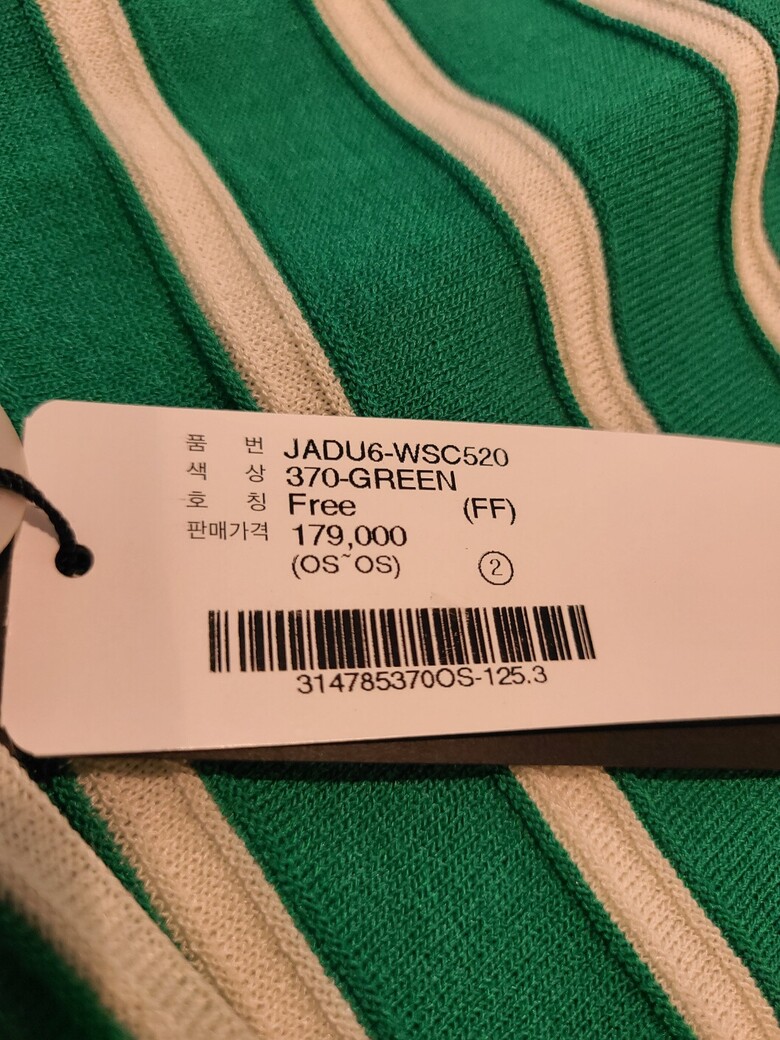 품 번 JADU6-WSC520
색 상 370-GREEN
호 칭 Free (FF)
판매가격 179,000
(OS~OS) ②
314785370OS-125.3